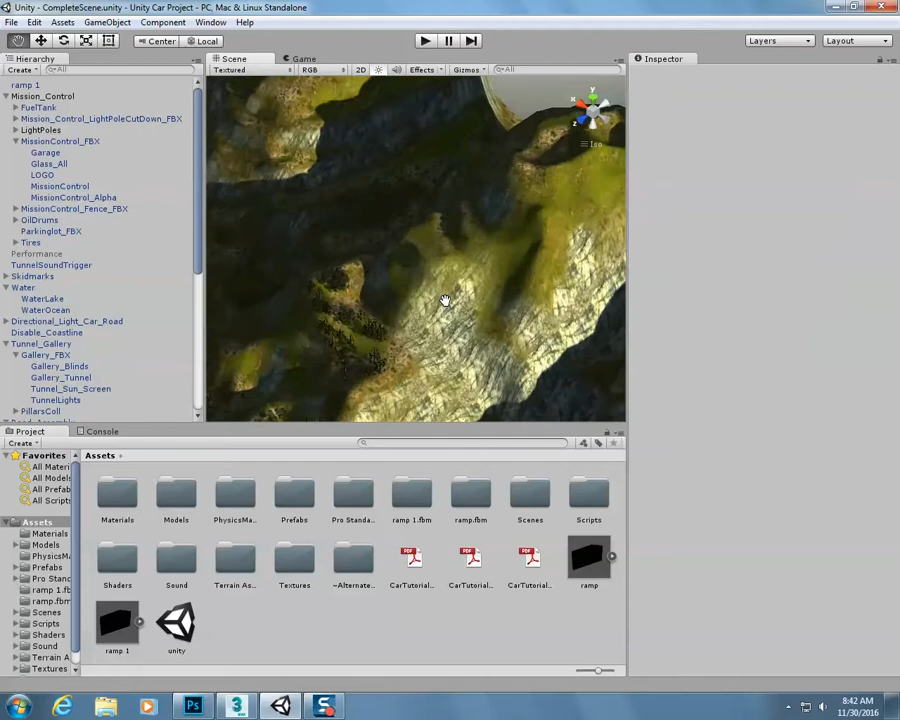 Unity - CompleteScene.unity - Unity Car Project - PC, Mac & Linux Standalone
File Edit Assets GameObject Component Window Help
Center Local Layers Layout
Hierarchy Scene Game Inspector
Create All Textured RGB 2D Effects Gizmos All
ramp 1
Mission_Control
FuelTank
Mission_Control_LightPoleCutDown_FBX
LightPoles
MissionControl_FBX
Garage
Glass_All
LOGO
MissionControl
MissionControl_Alpha
MissionControl_Fence_FBX
OilDrums
Parkinglot_FBX
Tires
Performance
TunnelSoundTrigger
Skidmarks
Water
WaterLake
WaterOcean
Directional_Light_Car_Road
Disable_Coastline
Tunnel_Gallery
Gallery_FBX
Gallery_Blinds
Gallery_Tunnel
Tunnel_Sun_Screen
TunnelLights
PillarsColl
y
x
z
Iso
Project Console
Create
Favorites
All Materi
All Models
All Prefab
All Scripts
Assets
Materials
Models
PhysicsMa
Prefabs
Pro Stand
ramp 1.fb
ramp.fbm
Scenes
Scripts
Shaders
Sound
Terrain A
Textures
Assets
Materials Models PhysicsMa.. Prefabs Pro Standa.. ramp 1.fbm ramp.fbm Scenes Scripts
Shaders Sound Terrain As.. Textures ~Alternate.. CarTutorial.. CarTutorial.. CarTutorial.. ramp
ramp 1 unity
8:42 AM
11/30/2016